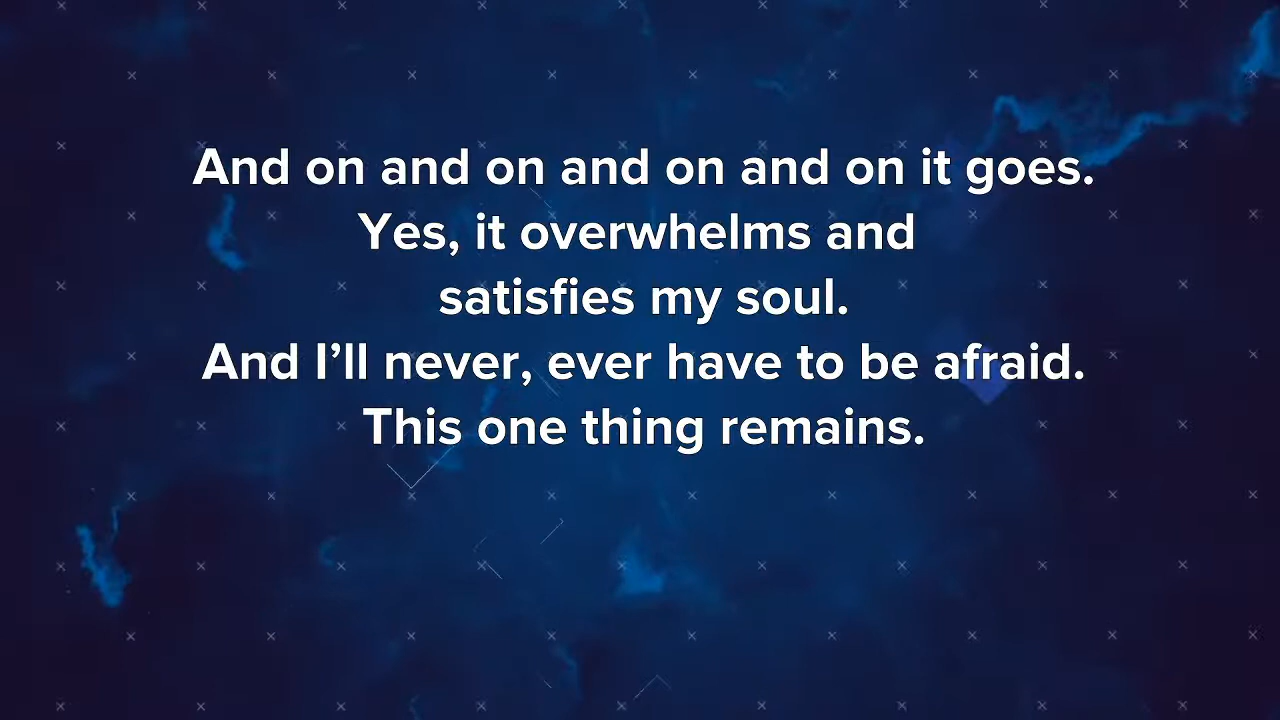 And on and on and on and on it goes.
Yes, it overwhelms and
satisfies my soul.
And I’ll never, ever have to be afraid.
This one thing remains.